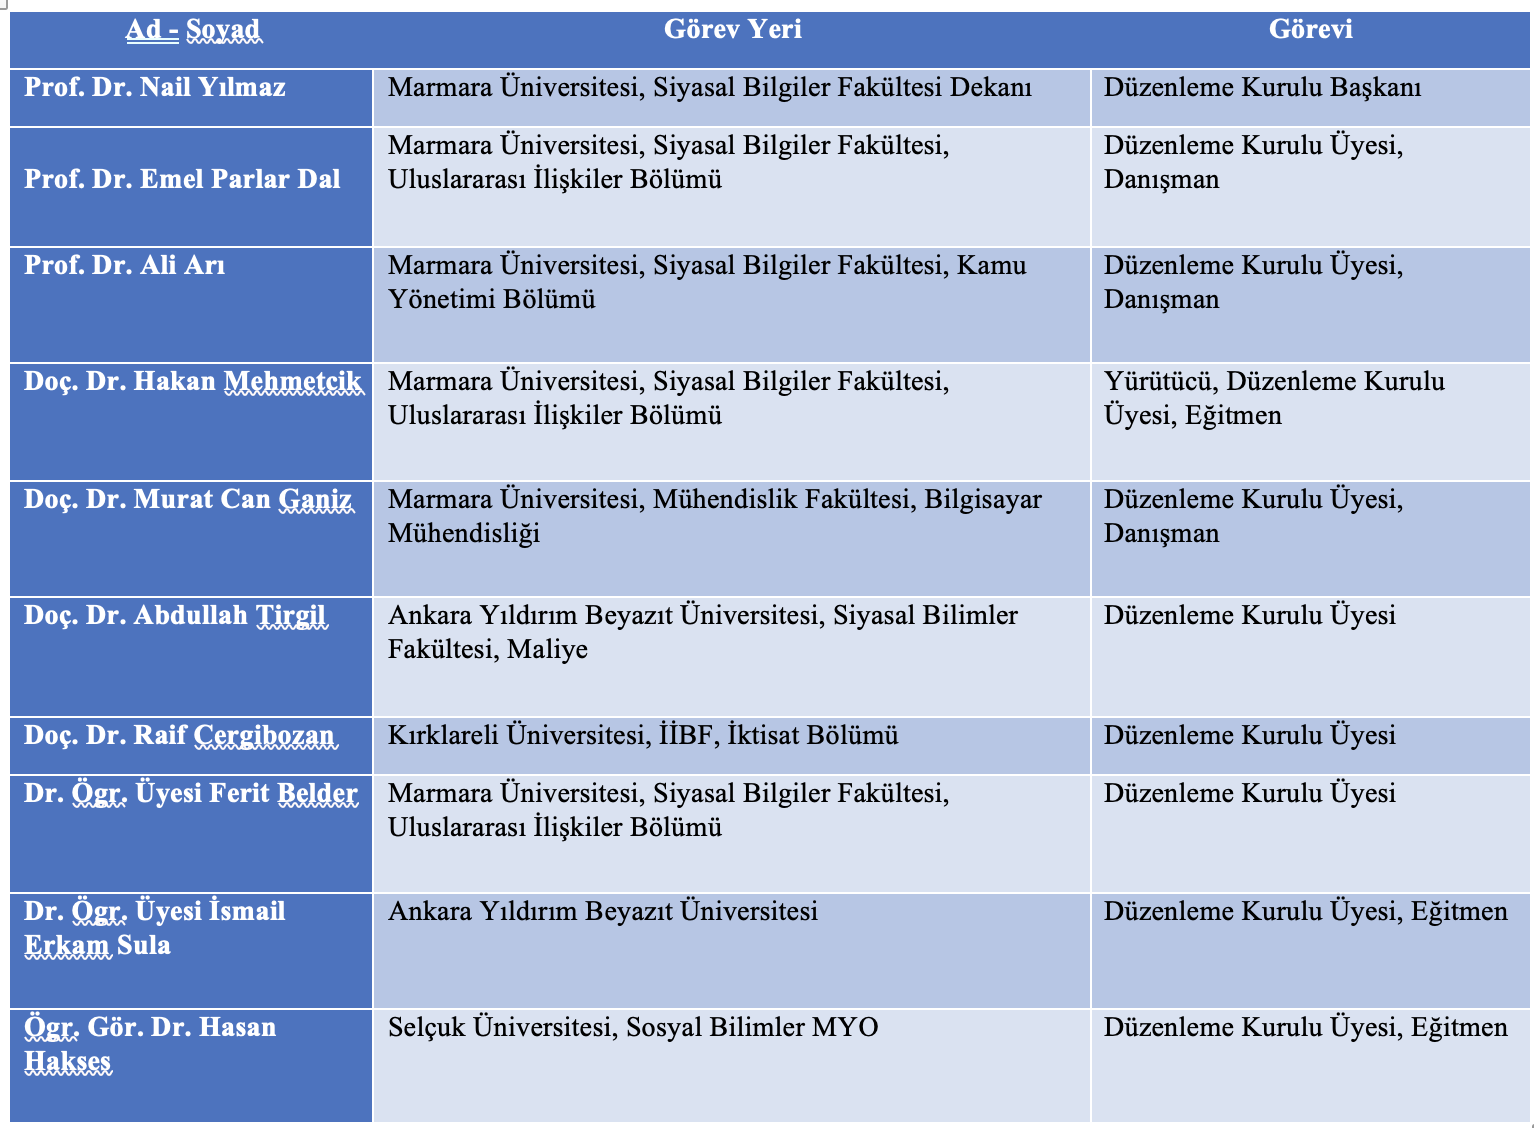 Ad - Soyad Görev Yeri Görevi
Prof. Dr. Nail Yılmaz Marmara Üniversitesi, Siyasal Bilgiler Fakültesi Dekanı Düzenleme Kurulu Başkanı
Prof. Dr. Emel Parlar Dal
Marmara Üniversitesi, Siyasal Bilgiler Fakültesi,
Uluslararası İlişkiler Bölümü
Düzenleme Kurulu Üyesi,
Danışman
Prof. Dr. Ali Arı
Marmara Üniversitesi, Siyasal Bilgiler Fakültesi, Kamu
Yönetimi Bölümü
Düzenleme Kurulu Üyesi,
Danışman
Doç. Dr. Hakan Mehmetcik
Marmara Üniversitesi, Siyasal Bilgiler Fakültesi,
Uluslararası İlişkiler Bölümü
Yürütücü, Düzenleme Kurulu
Üyesi, Eğitmen
Doç. Dr. Murat Can Ganiz
Marmara Üniversitesi, Mühendislik Fakültesi, Bilgisayar
Mühendisliği
Düzenleme Kurulu Üyesi,
Danışman
Doç. Dr. Abdullah Tirgil
Ankara Yıldırım Beyazıt Üniversitesi, Siyasal Bilimler
Fakültesi, Maliye
Düzenleme Kurulu Üyesi
Doç. Dr. Raif Cergibozan Kırklareli Üniversitesi, İİBF, İktisat Bölümü Düzenleme Kurulu Üyesi
Dr. Ögr. Üyesi Ferit Belder
Marmara Üniversitesi, Siyasal Bilgiler Fakültesi,
Uluslararası İlişkiler Bölümü
Düzenleme Kurulu Üyesi
Dr. Ögr. Üyesi İsmail
Erkam Sula
Ankara Yıldırım Beyazıt Üniversitesi
Düzenleme Kurulu Üyesi, Eğitmen
Ögr. Gör. Dr. Hasan
Hakses
Selçuk Üniversitesi, Sosyal Bilimler MYO
Düzenleme Kurulu Üyesi, Eğitmen